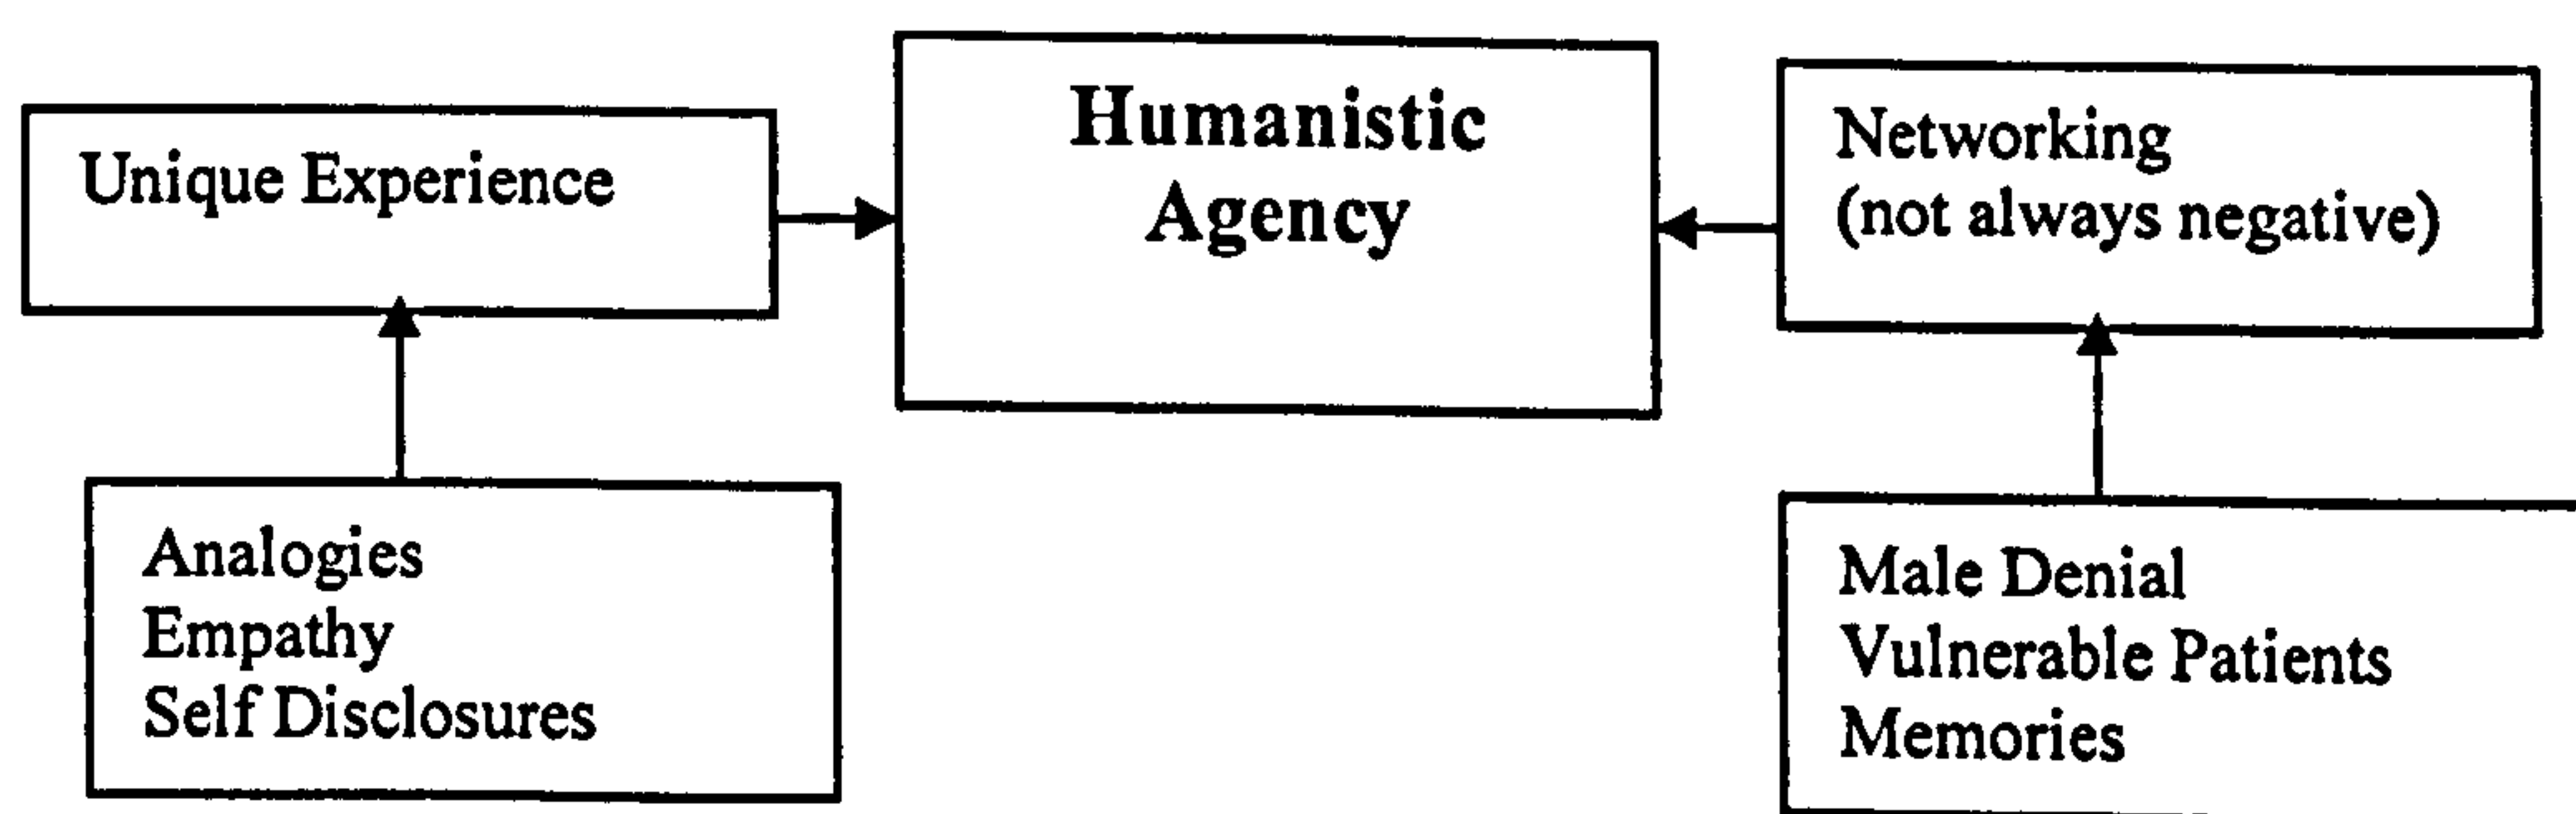 Unique Experience
Humanistic
Agency
Networking
(not always negative)
Analogies
Empathy
Self Disclosures
Male Denial
Vulnerable Patients
Memories